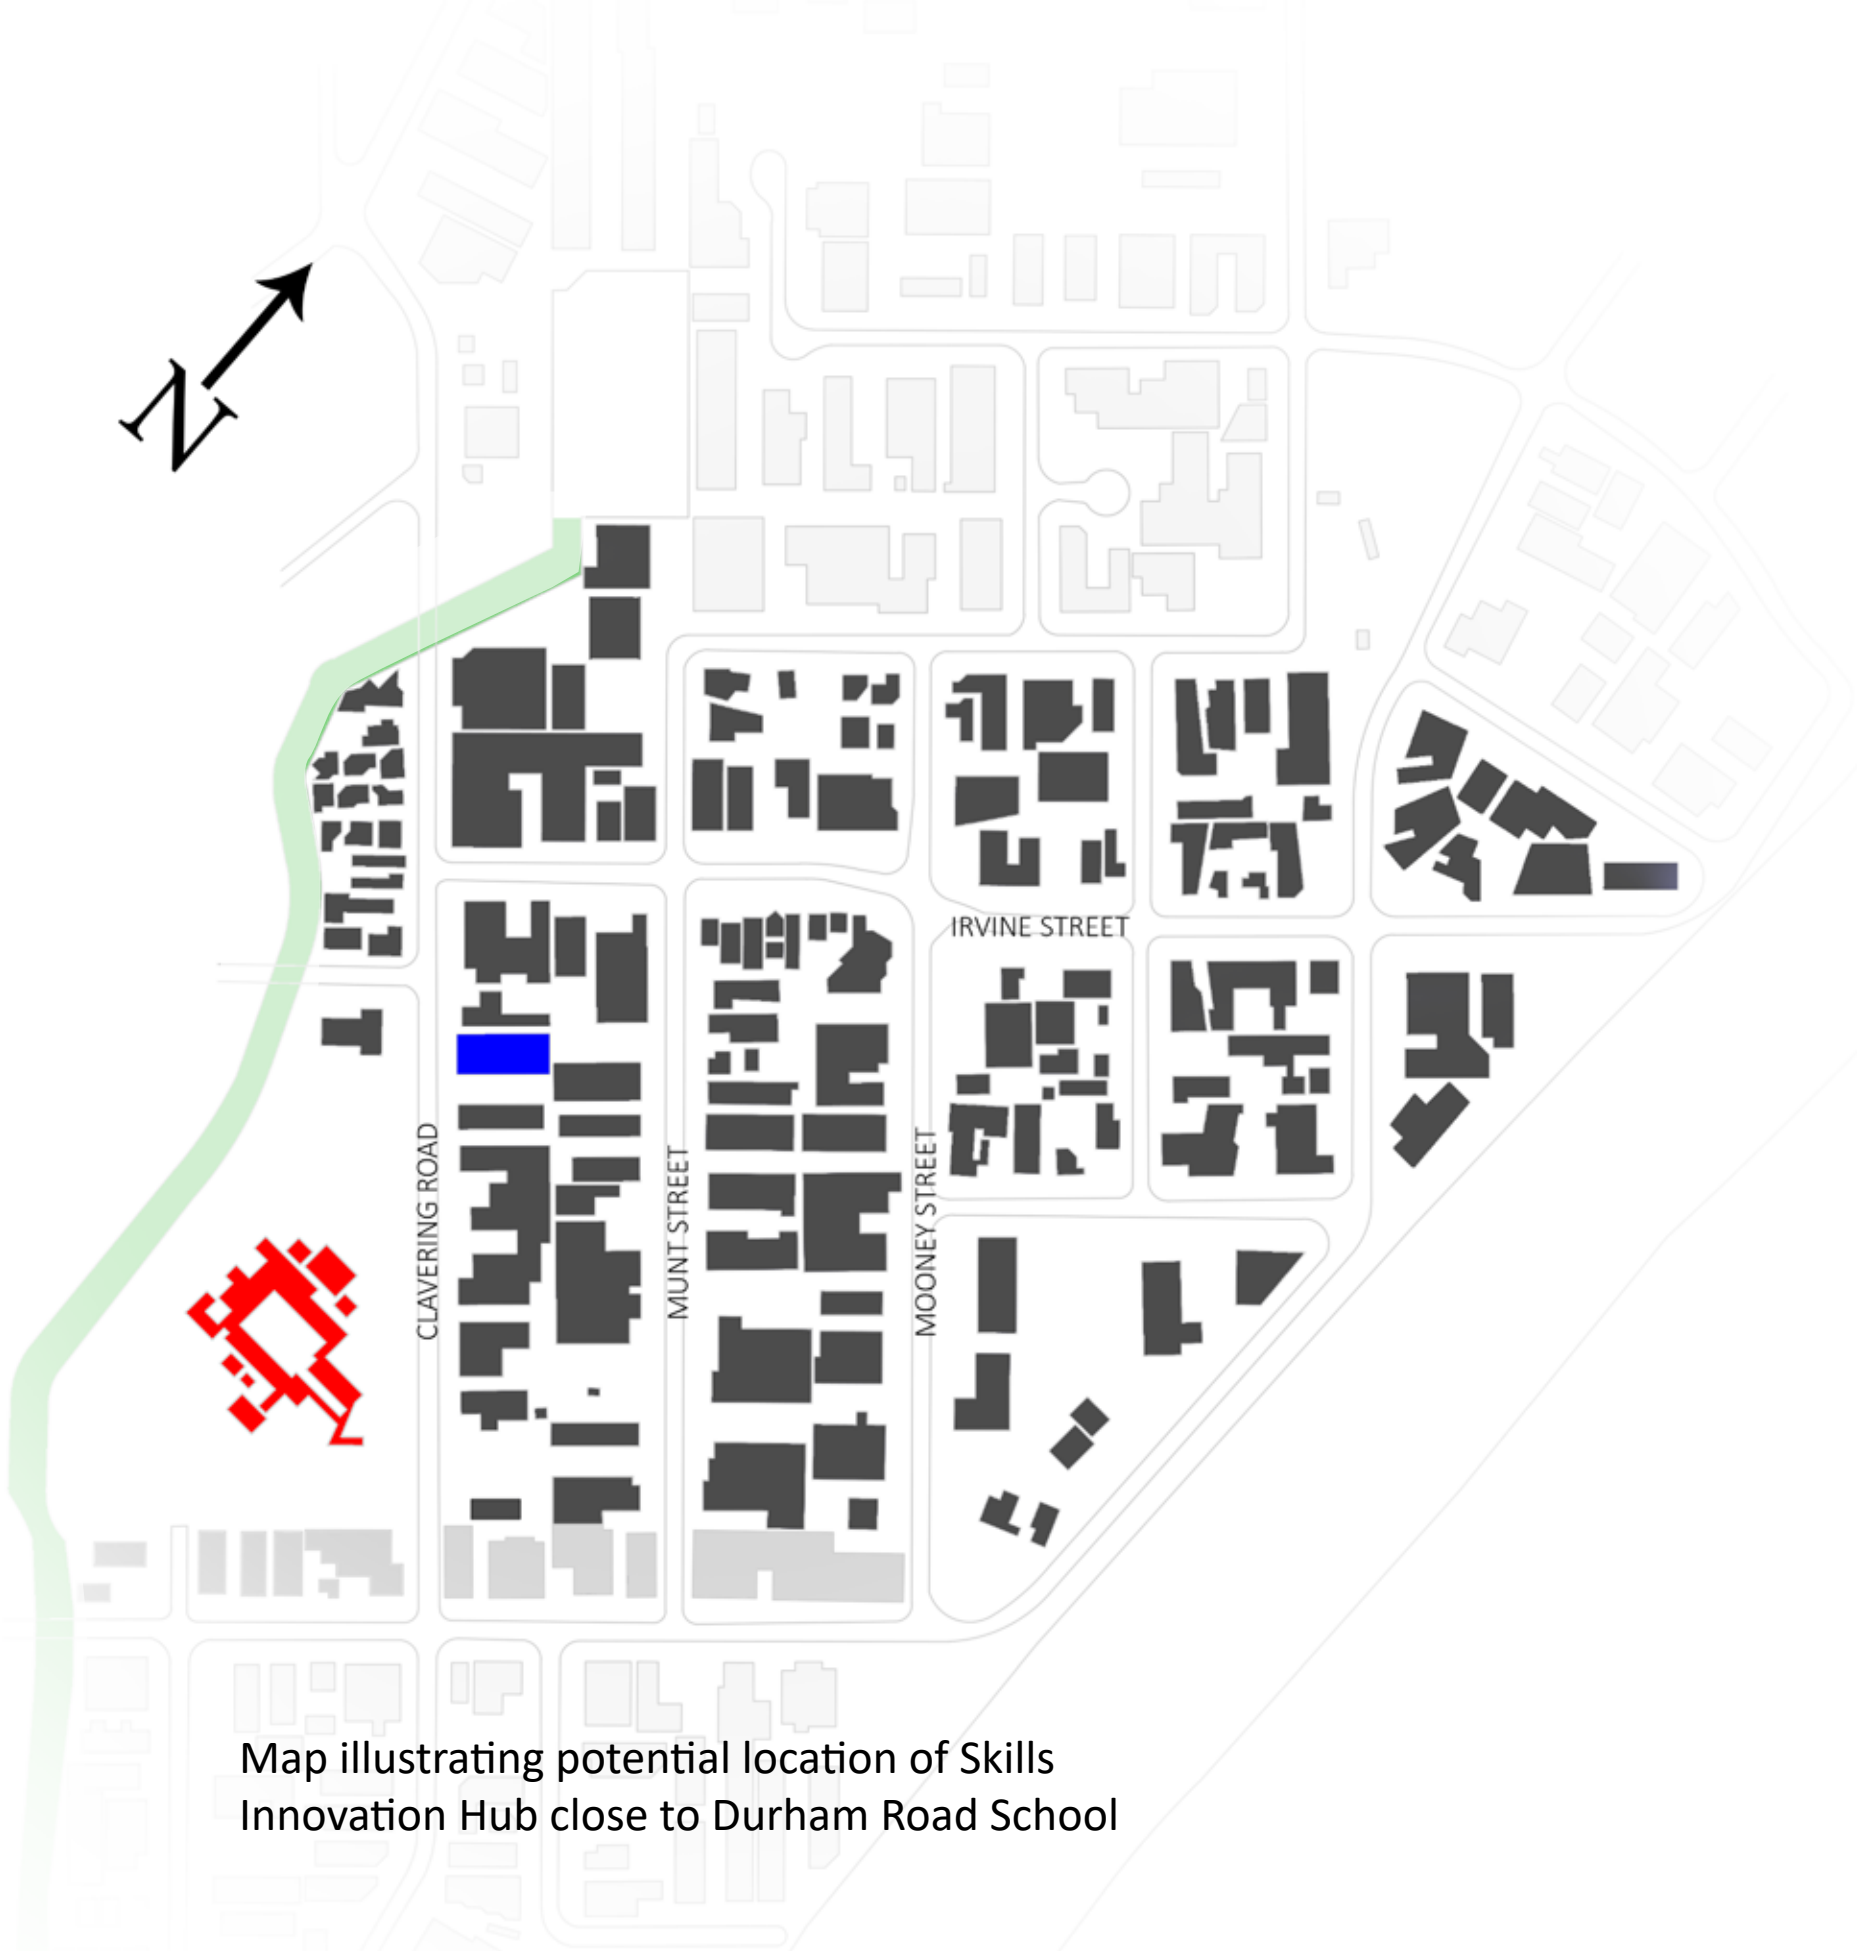 N
IRVINE STREET
CLAVERING ROAD
MUNT STREET
MOONEY STREET
Map illustrating potential location of Skills
Innovation Hub close to Durham Road School